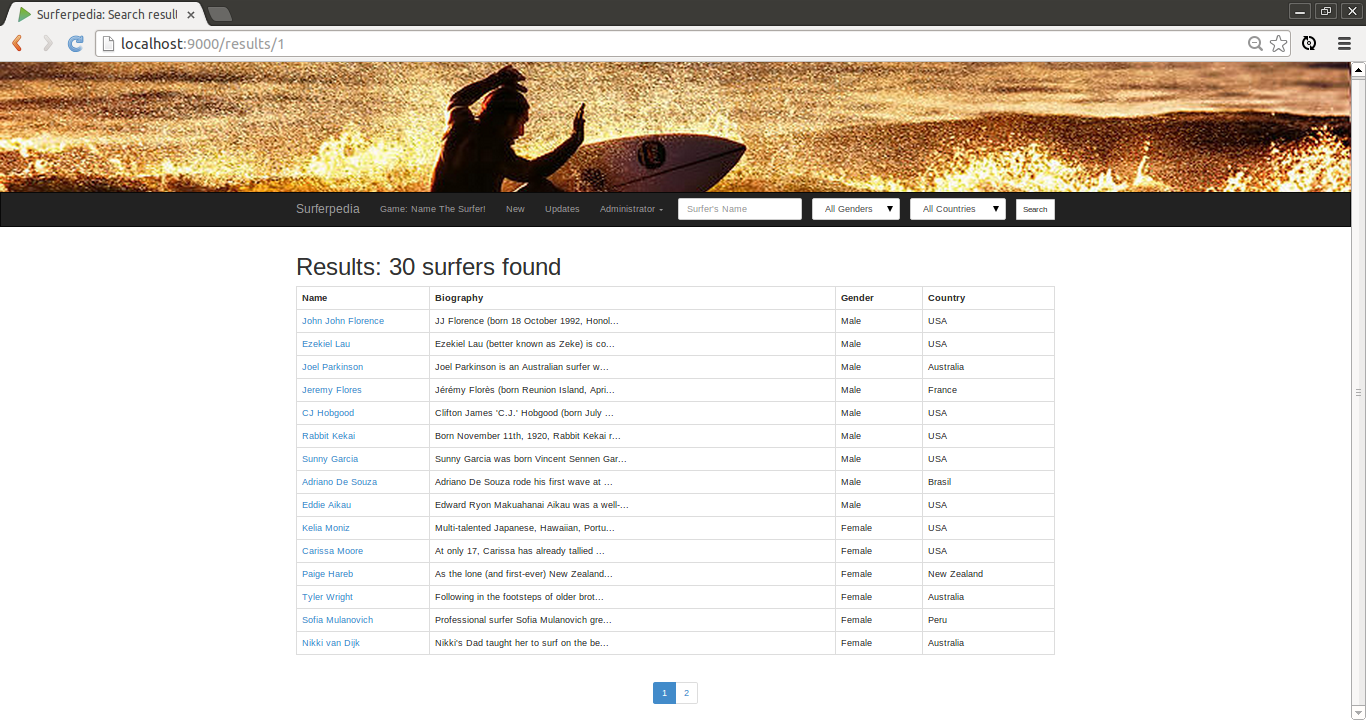 Surferpedia: Search result
localhost:9000/results/1
Surferpedia Game: Name The Surfer! New Updates Administrator Surfer's Name All Genders All Countries Search
Results: 30 surfers found
Name Biography Gender Country
John John Florence JJ Florence (born 18 October 1992, Honol... Male USA
Ezekiel Lau Ezekiel Lau (better known as Zeke) is co... Male USA
Joel Parkinson Joel Parkinson is an Australian surfer w... Male Australia
Jeremy Flores Jérémy Florès (born Reunion Island, Apri... Male France
CJ Hobgood Clifton James 'C.J.' Hobgood (born July ... Male USA
Rabbit Kekai Born November 11th, 1920, Rabbit Kekai r... Male USA
Sunny Garcia Sunny Garcia was born Vincent Sennen Gar... Male USA
Adriano De Souza Adriano De Souza rode his first wave at ... Male Brasil
Eddie Aikau Edward Ryon Makuahanai Aikau was a well-... Male USA
Kelia Moniz Multi-talented Japanese, Hawaiian, Portu... Female USA
Carissa Moore At only 17, Carissa has already tallied ... Female USA
Paige Hareb As the lone (and first-ever) New Zealand... Female New Zealand
Tyler Wright Following in the footsteps of older brot... Female Australia
Sofia Mulanovich Professional surfer Sofia Mulanovich gre... Female Peru
Nikki van Dijk Nikki's Dad taught her to surf on the be... Female Australia
1 2